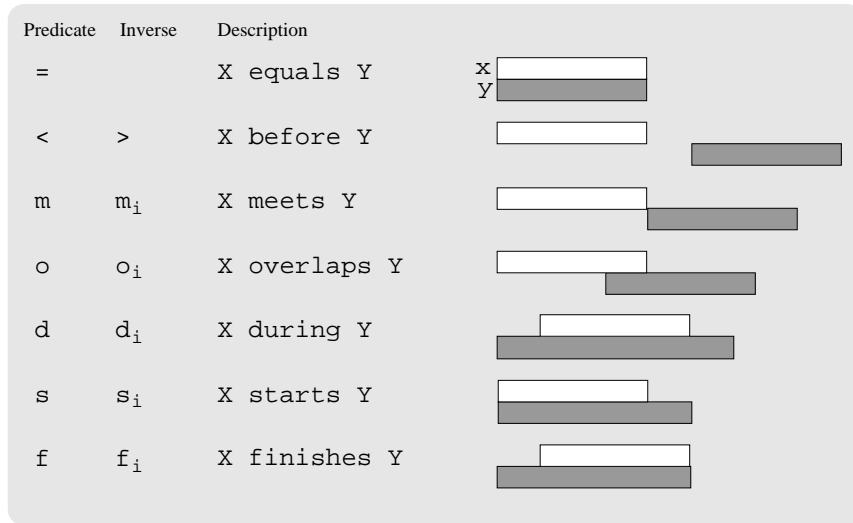 Predicate Inverse Description
= X equals Y x
y
< > X before Y
m mi X meets Y
o oi X overlaps Y
d di X during Y
s si X starts Y
f fi X finishes Y